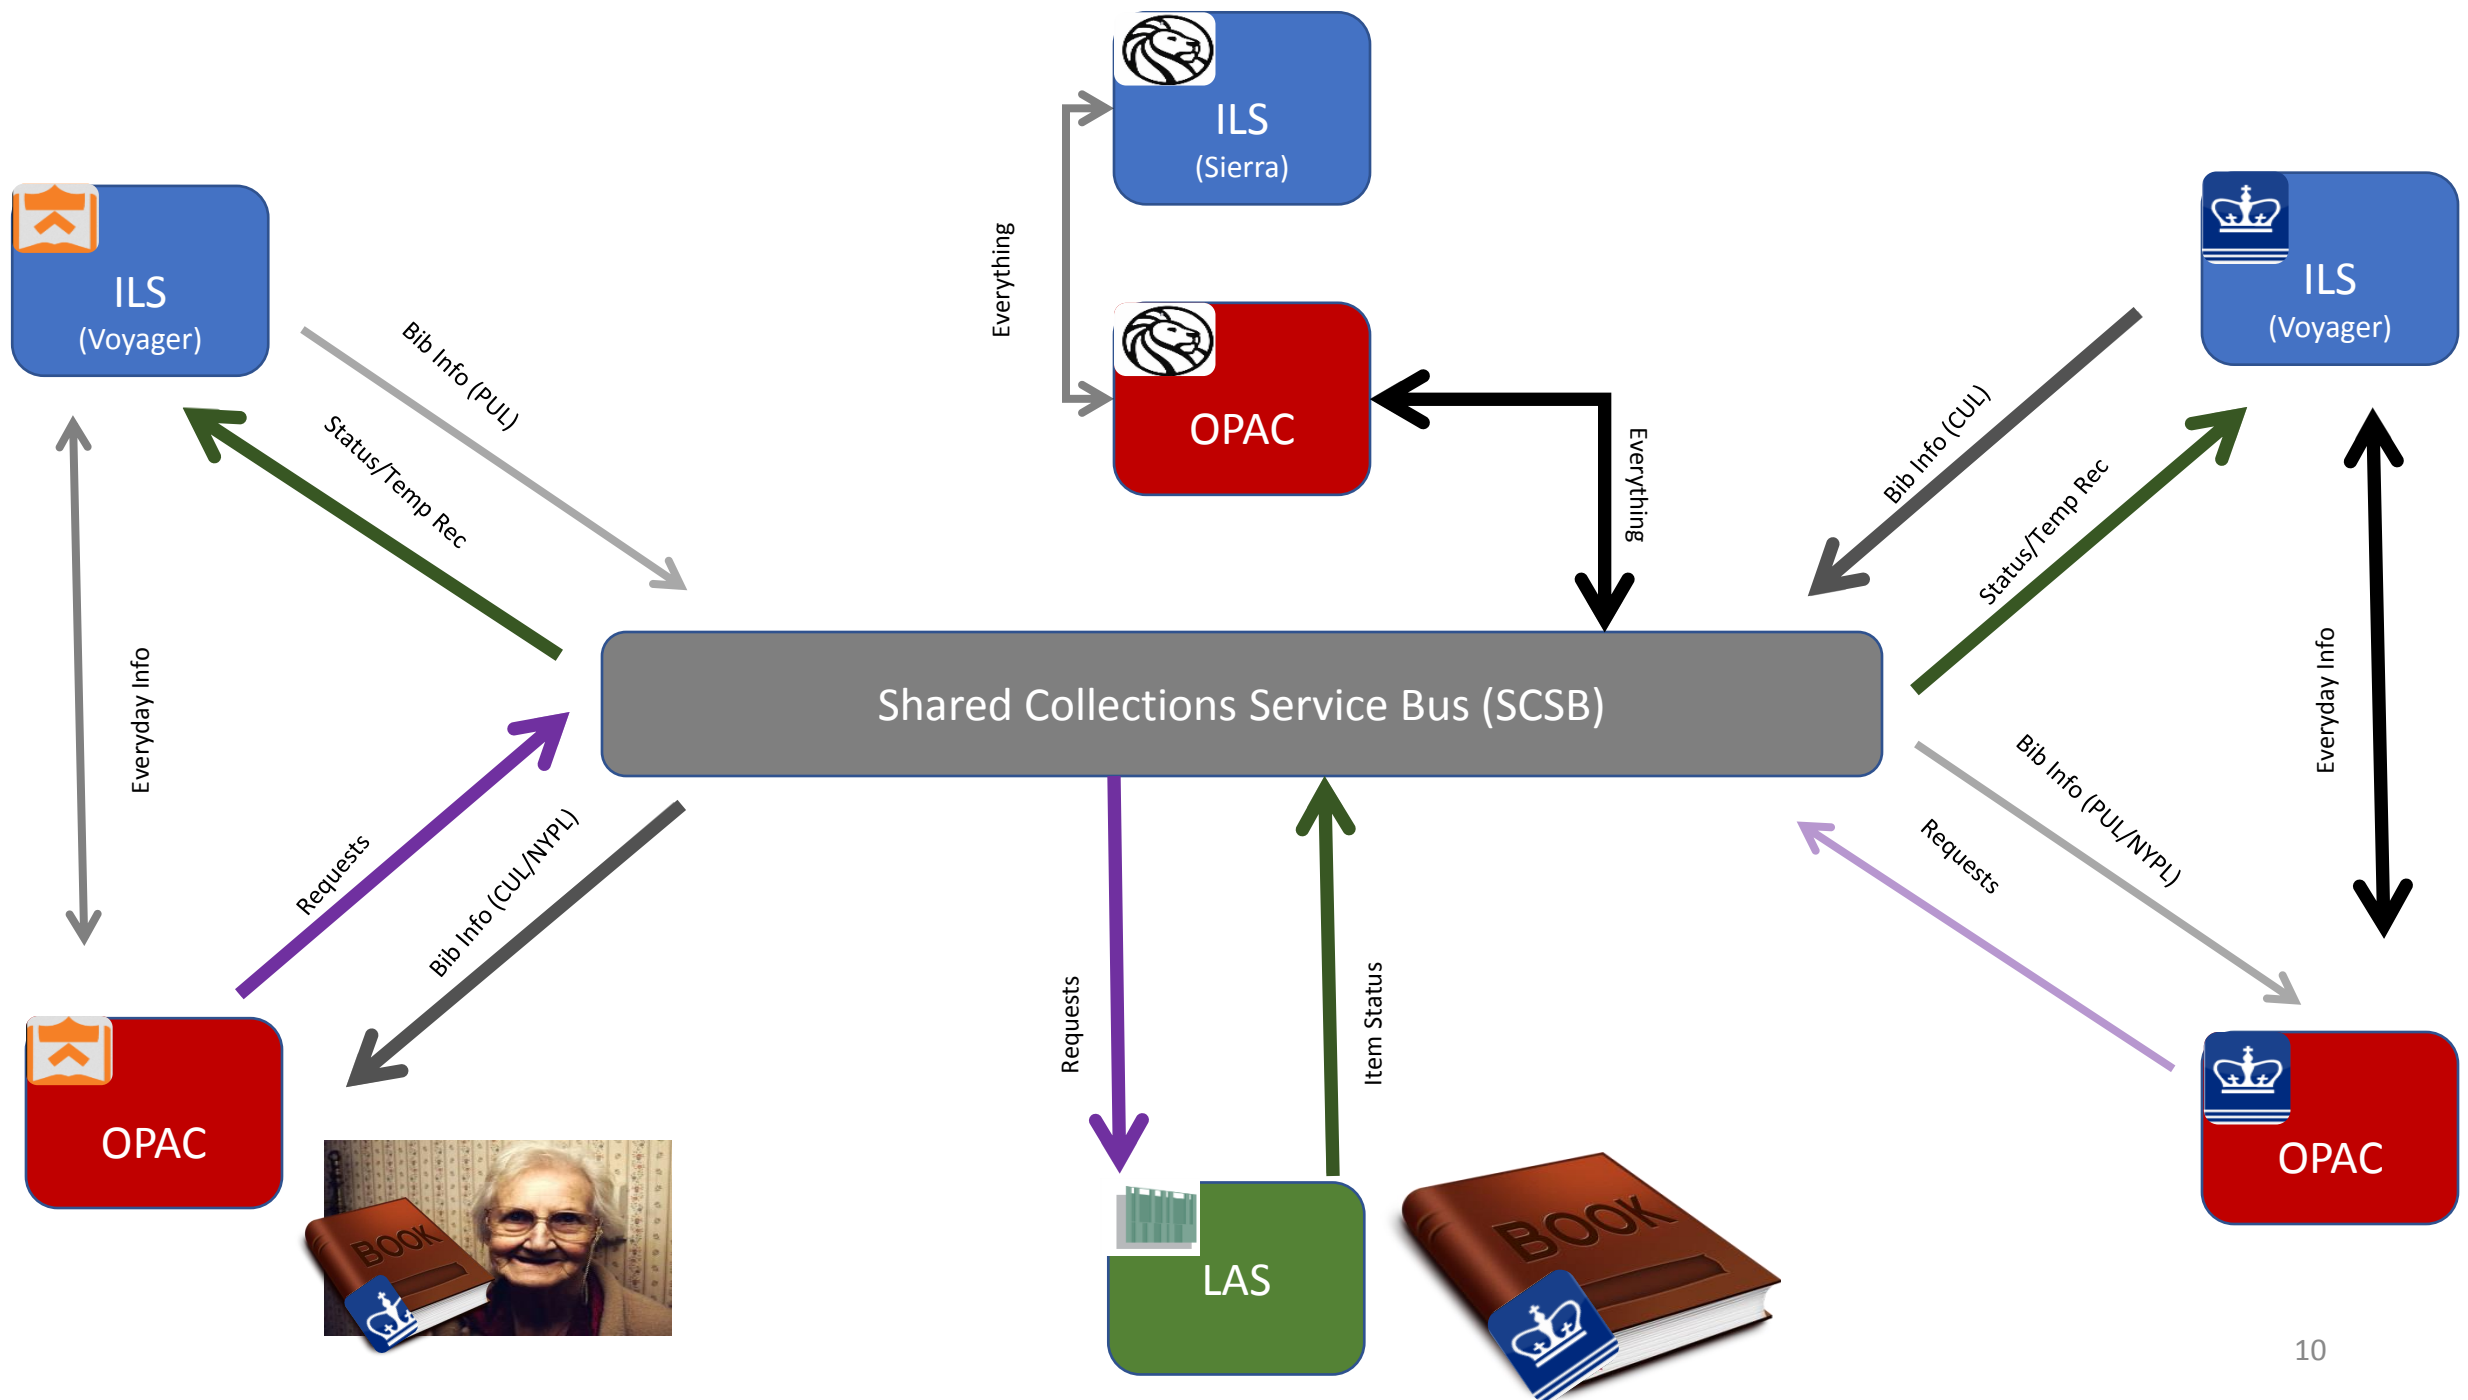 ILS
(Sierra)
Everything
OPAC
Everything
ILS
(Voyager)
Bib Info (PUL)
Status/Temp Rec
Everyday Info
ILS
(Voyager)
Bib Info (CUL)
Status/Temp Rec
Everyday Info
Shared Collections Service Bus (SCSB)
Requests
Bib Info (CUL/NYPL)
Requests
Item Status
Bib Info (PUL/NYPL)
Requests
OPAC
BOOK
LAS
BOOK
OPAC
10